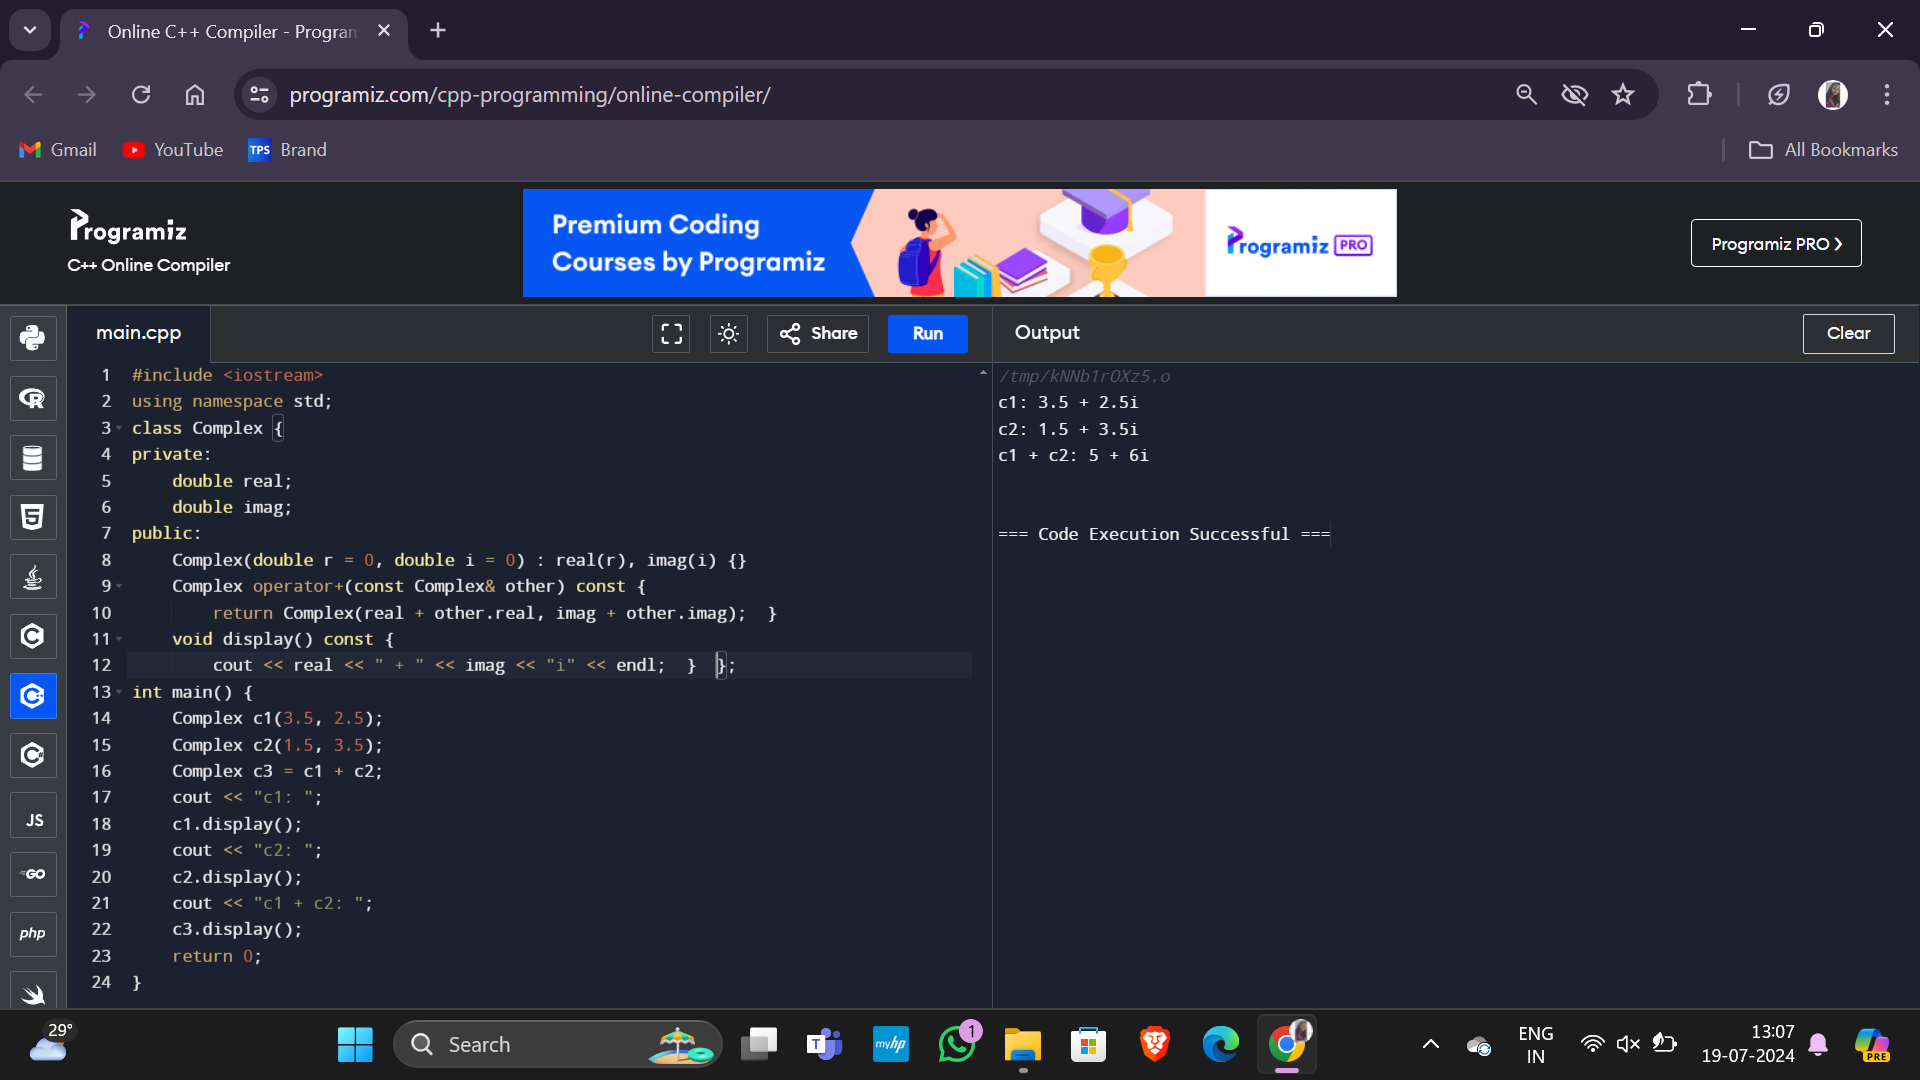 Online C++ Compiler - Program
programiz.com/cpp-programming/online-compiler/
Gmail
YouTube
TPS
Brand
All Bookmarks
Programiz
C++ Online Compiler
Premium Coding
Courses by Programiz
Programiz PRO
Programiz PRO ❯
main.cpp
Share
Run
Output
Clear
1 #include <iostream>
2 using namespace std;
3 class Complex {
4 private:
5     double real;
6     double imag;
7 public:
8     Complex(double r = 0, double i = 0) : real(r), imag(i) {}
9     Complex operator+(const Complex& other) const {
10         return Complex(real + other.real, imag + other.imag);  }
11     void display() const {
12         cout << real << " + " << imag << "i" << endl;  }  };
13 int main() {
14     Complex c1(3.5, 2.5);
15     Complex c2(1.5, 3.5);
16     Complex c3 = c1 + c2;
17     cout << "c1: ";
18     c1.display();
19     cout << "c2: ";
20     c2.display();
21     cout << "c1 + c2: ";
22     c3.display();
23     return 0;
24 }
/tmp/kNNb1rOXz5.o
c1: 3.5 + 2.5i
c2: 1.5 + 3.5i
c1 + c2: 5 + 6i
=== Code Execution Successful ===
R
5
C
C
C
JS
GO
php
29°
Search
T
myhp
1
ENG
IN
13:07
19-07-2024
PRE